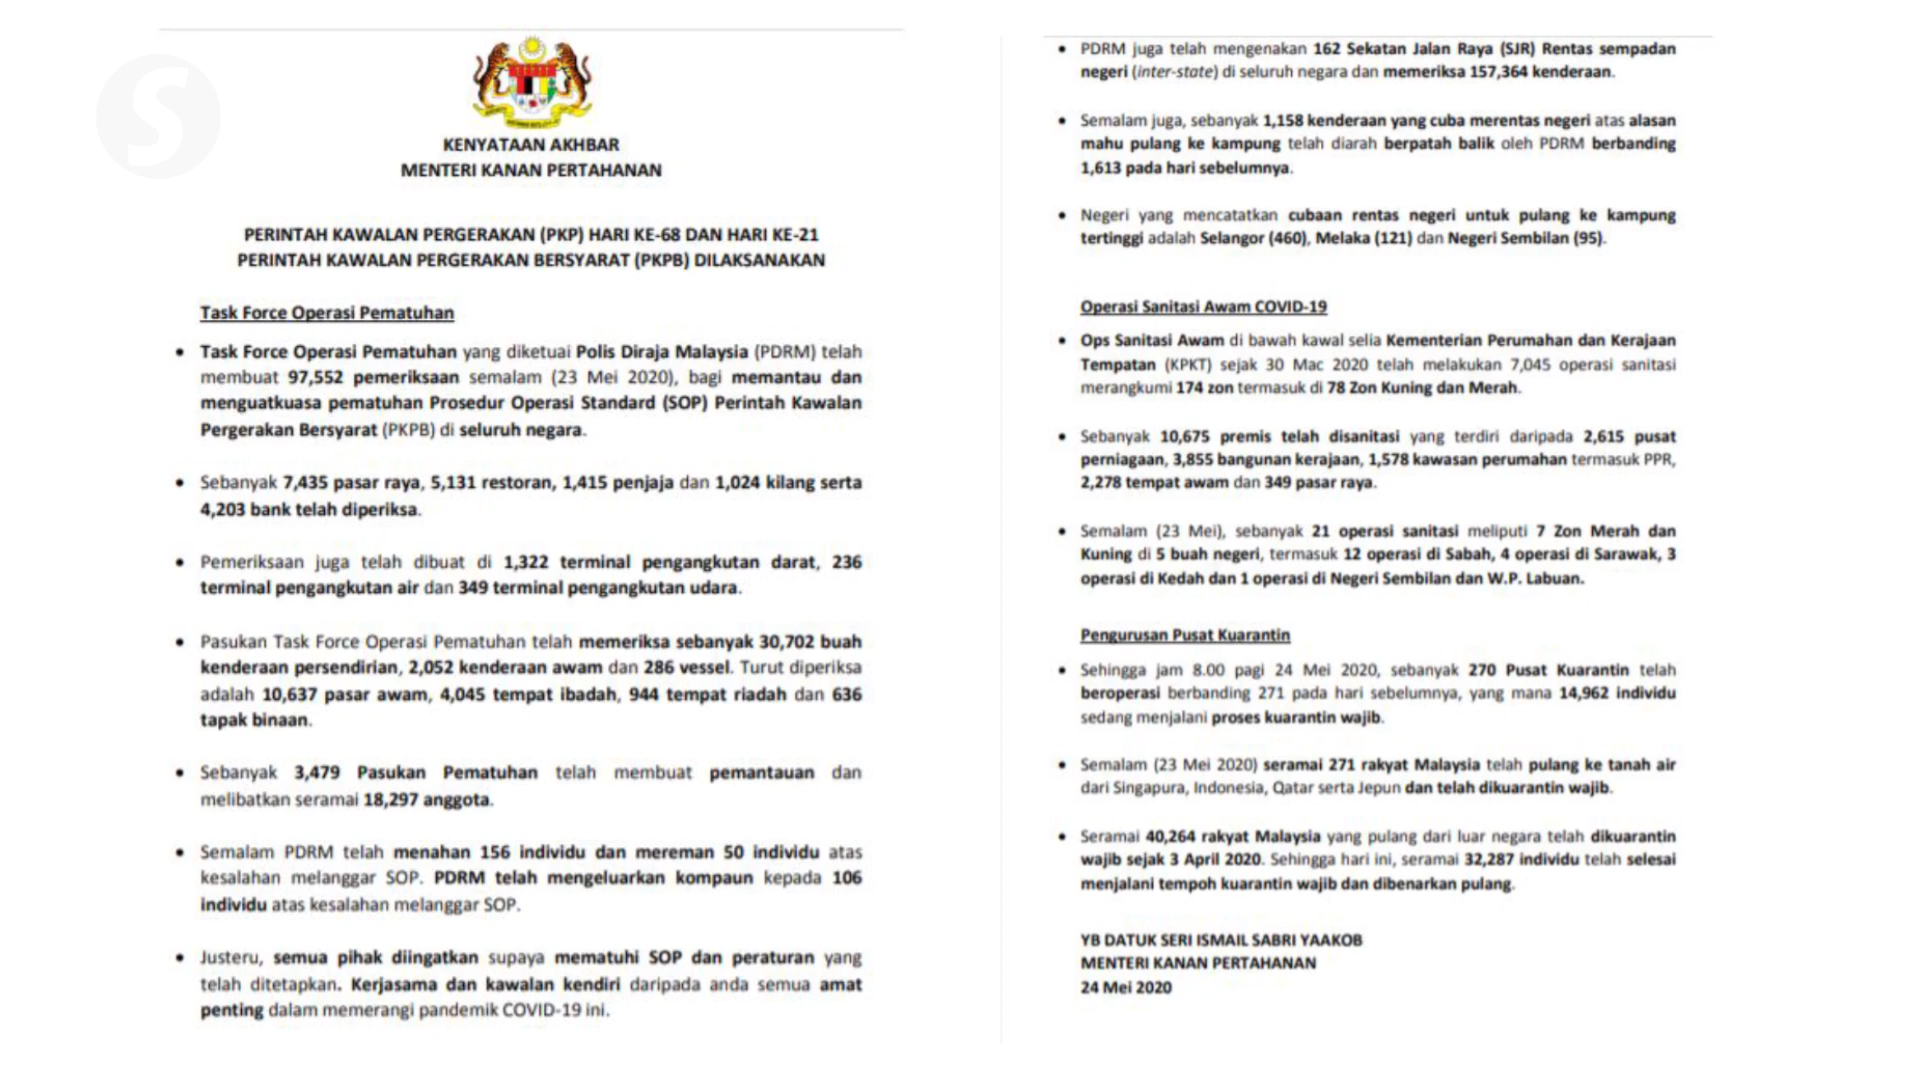 S
KENYATAAN AKHBAR
MENTERI KANAN PERTAHANAN
PERINTAH KAWALAN PERGERAKAN (PKP) HARI KE-68 DAN HARI KE-21
PERINTAH KAWALAN PERGERAKAN BERSYARAT (PKPB) DILAKSANAKAN
Task Force Operasi Pematuhan
• Task Force Operasi Pematuhan yang diketuai Polis Diraja Malaysia (PDRM) telah
membuat 97,552 pemeriksaan semalam (23 Mei 2020), bagi memantau dan
menguatkuasa pematuhan Prosedur Operasi Standard (SOP) Perintah Kawalan
Pergerakan Bersyarat (PKPB) di seluruh negara.
• Sebanyak 7,435 pasar raya, 5,131 restoran, 1,415 penjaja dan 1,024 kilang serta
4,203 bank telah diperiksa.
• Pemeriksaan juga telah dibuat di 1,322 terminal pengangkutan darat, 236
terminal pengangkutan air dan 349 terminal pengangkutan udara.
• Pasukan Task Force Operasi Pematuhan telah memeriksa sebanyak 30,702 buah
kenderaan persendirian, 2,052 kenderaan awam dan 286 vessel. Turut diperiksa
adalah 10,637 pasar awam, 4,045 tempat ibadah, 944 tempat riadah dan 636
tapak binaan.
• Sebanyak 3,479 Pasukan Pematuhan telah membuat pemantauan dan
melibatkan seramai 18,297 anggota.
• Semalam PDRM telah menahan 156 individu dan mereman 50 individu atas
kesalahan melanggar SOP. PDRM telah mengeluarkan kompaun kepada 106
individu atas kesalahan melanggar SOP.
• Justeru, semua pihak diingatkan supaya mematuhi SOP dan peraturan yang
telah ditetapkan. Kerjasama dan kawalan kendiri daripada anda semua amat
penting dalam memerangi pandemik COVID-19 ini.
• PDRM juga telah mengenakan 162 Sekatan Jalan Raya (SJR) Rentas sempadan
negeri (inter-state) di seluruh negara dan memeriksa 157,364 kenderaan.
• Semalam juga, sebanyak 1,158 kenderaan yang cuba merentas negeri atas alasan
mahu pulang ke kampung telah diarah berpatah balik oleh PDRM berbanding
1,613 pada hari sebelumnya.
• Negeri yang mencatatkan cubaan rentas negeri untuk pulang ke kampung
tertinggi adalah Selangor (460), Melaka (121) dan Negeri Sembilan (95).
Operasi Sanitasi Awam COVID-19
• Ops Sanitasi Awam di bawah kawal selia Kementerian Perumahan dan Kerajaan
Tempatan (KPKT) sejak 30 Mac 2020 telah melakukan 7,045 operasi sanitasi
merangkumi 174 zon termasuk di 78 Zon Kuning dan Merah.
• Sebanyak 10,675 premis telah disanitasi yang terdiri daripada 2,615 pusat
perniagaan, 3,855 bangunan kerajaan, 1,578 kawasan perumahan termasuk PPR,
2,278 tempat awam dan 349 pasar raya.
• Semalam (23 Mei), sebanyak 21 operasi sanitasi meliputi 7 Zon Merah dan
Kuning di 5 buah negeri, termasuk 12 operasi di Sabah, 4 operasi di Sarawak, 3
operasi di Kedah dan 1 operasi di Negeri Sembilan dan W.P. Labuan.
Pengurusan Pusat Kuarantin
• Sehingga jam 8.00 pagi 24 Mei 2020, sebanyak 270 Pusat Kuarantin telah
beroperasi berbanding 271 pada hari sebelumnya, yang mana 14,962 individu
sedang menjalani proses kuarantin wajib.
• Semalam (23 Mei 2020) seramai 271 rakyat Malaysia telah pulang ke tanah air
dari Singapura, Indonesia, Qatar serta Jepun dan telah dikuarantin wajib.
• Seramai 40,264 rakyat Malaysia yang pulang dari luar negara telah dikuarantin
wajib sejak 3 April 2020. Sehingga hari ini, seramai 32,287 individu telah selesai
menjalani tempoh kuarantin wajib dan dibenarkan pulang.
YB DATUK SERI ISMAIL SABRI YAAKOB
MENTERI KANAN PERTAHANAN
24 Mei 2020